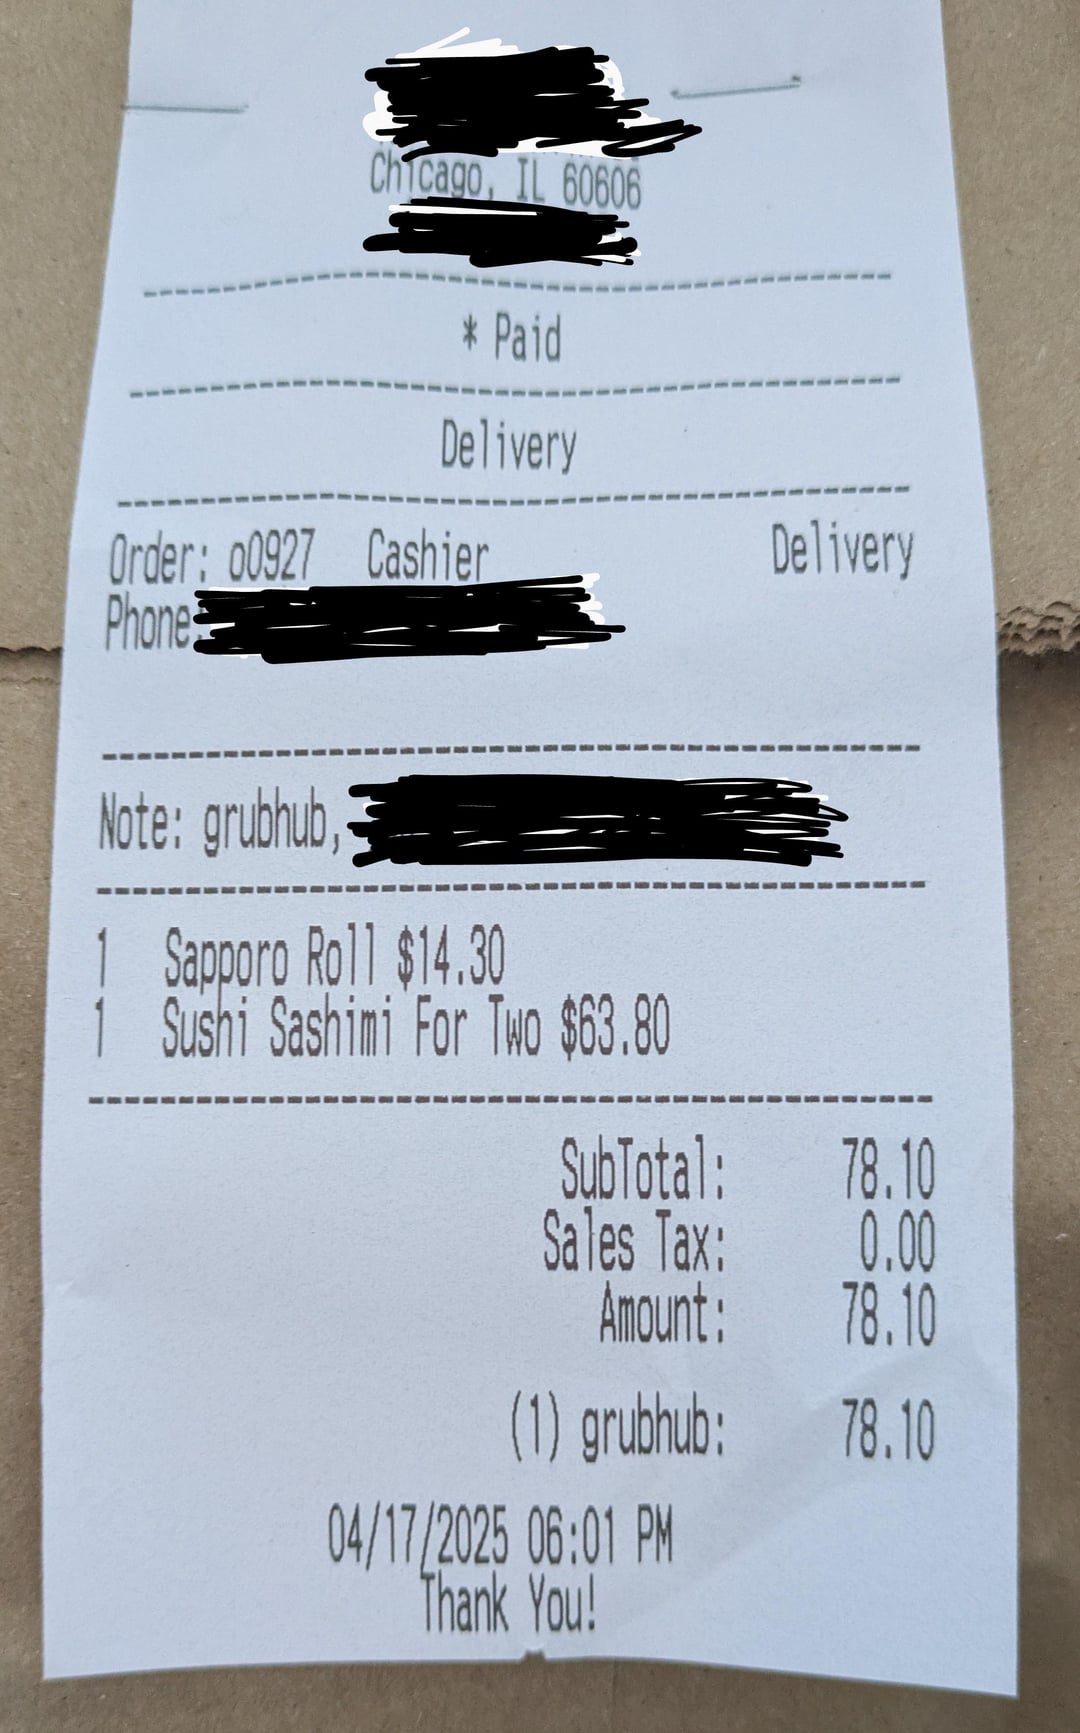 Chicago, IL 60606
* Paid
Delivery
Order: o0927 Cashier Delivery
Phone:
Note: grubhub,
1 Sapporo Roll $14.30
1 Sushi Sashimi For Two $63.80
SubTotal: 78.10
Sales Tax: 0.00
Amount: 78.10
(1) grubhub: 78.10
04/17/2025 06:01 PM
Thank You!